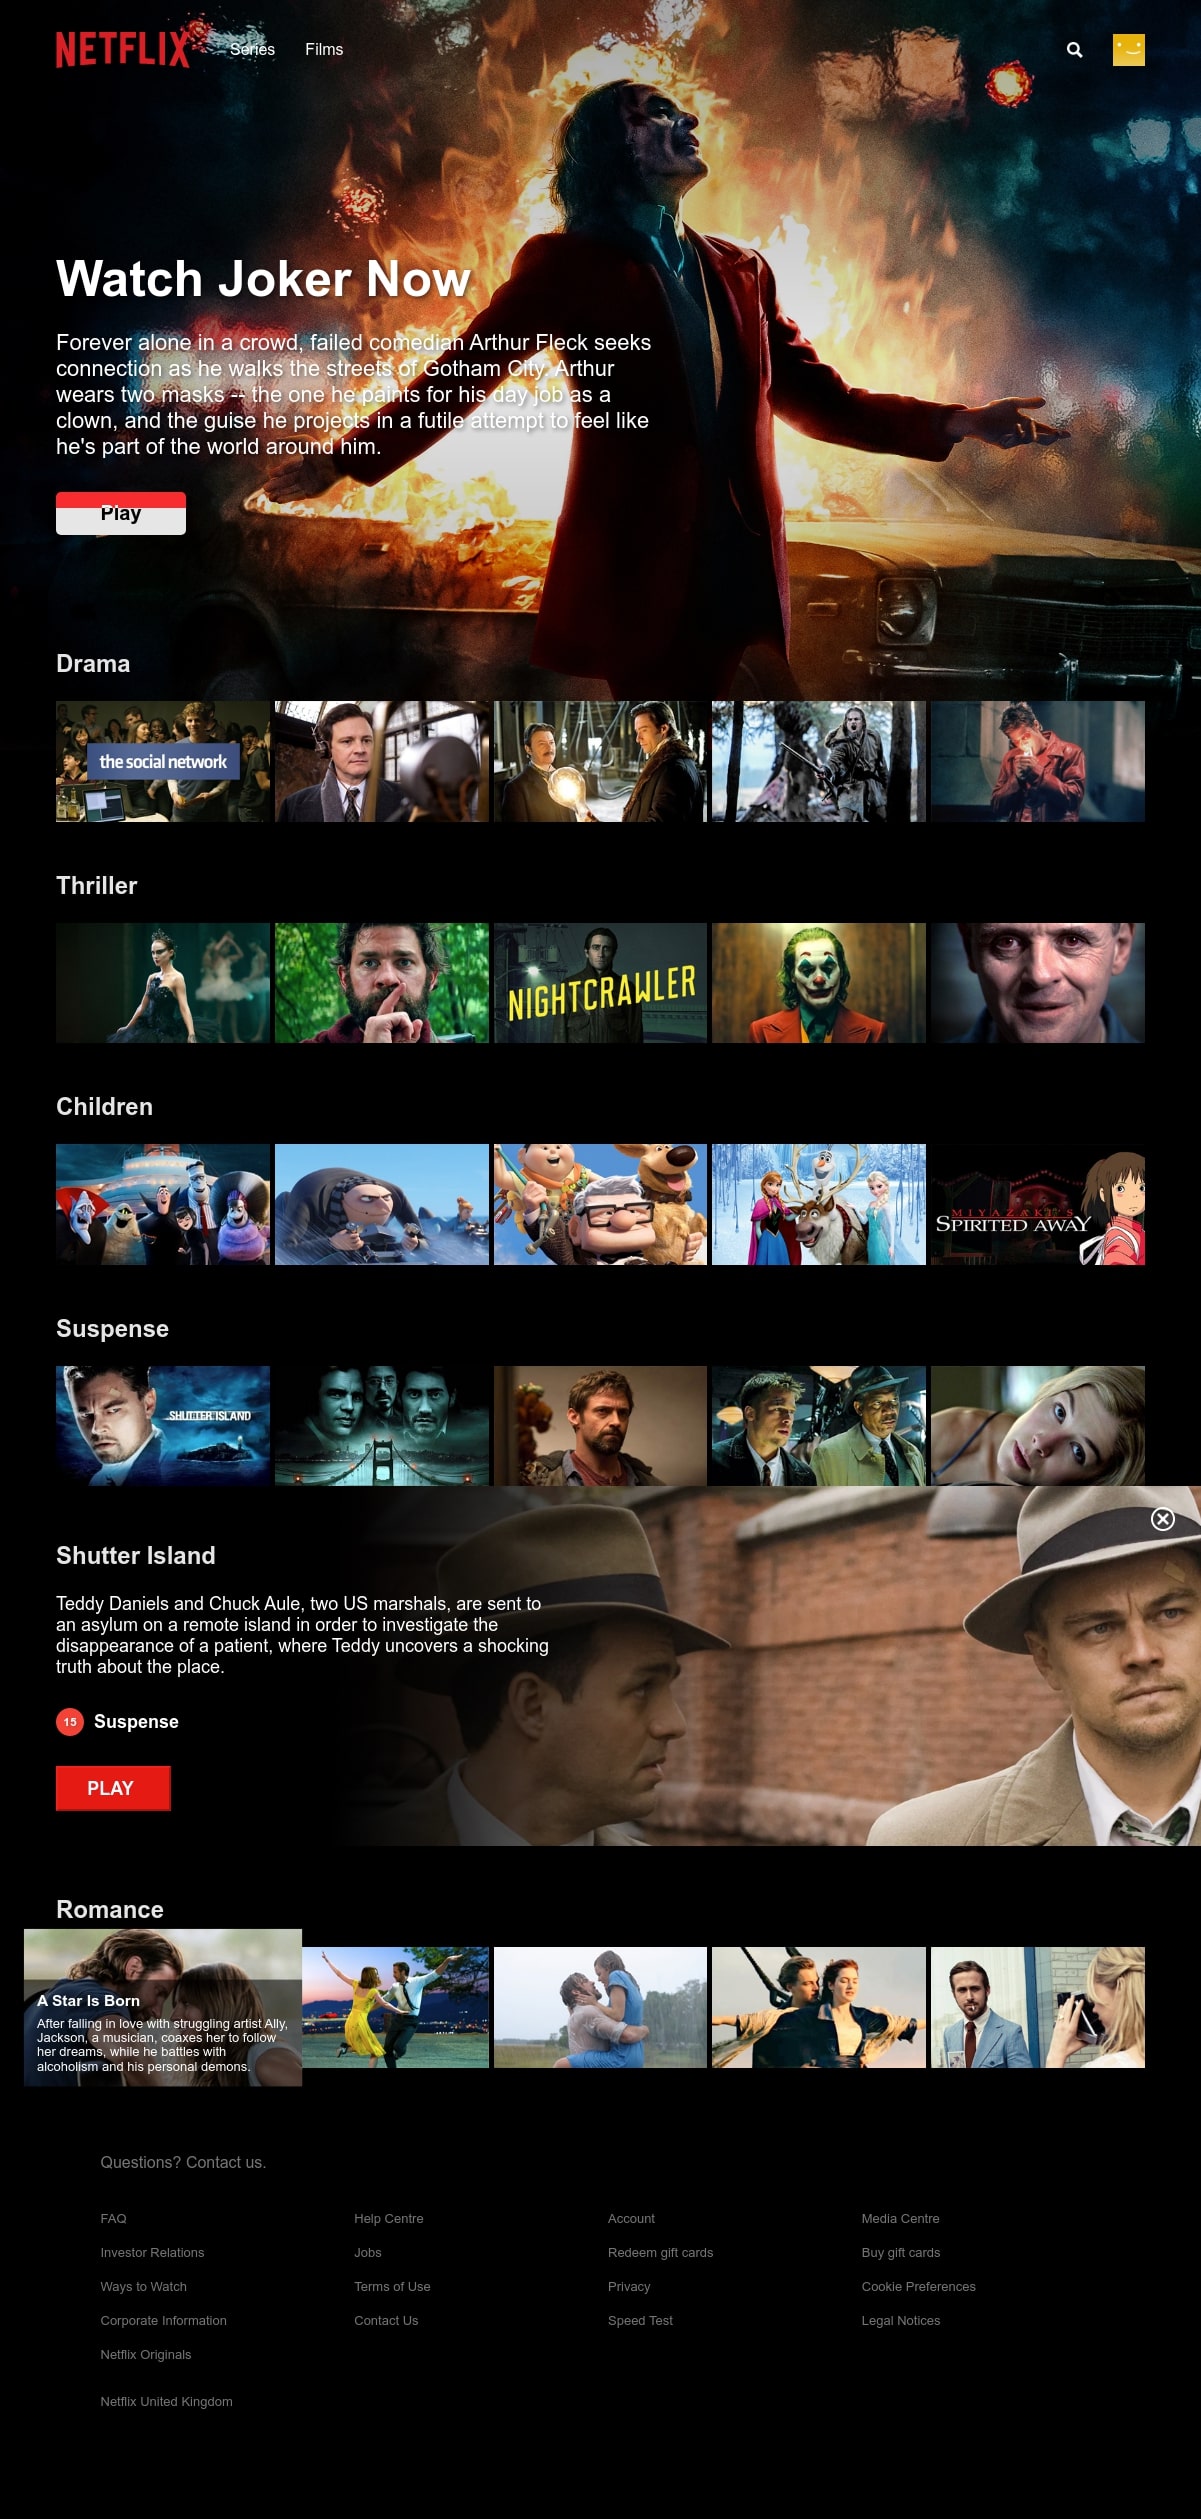 NETFLIX
Series
Films
Watch Joker Now
Forever alone in a crowd, failed comedian Arthur Fleck seeks
connection as he walks the streets of Gotham City. Arthur
wears two masks -- the one he paints for his day job as a
clown, and the guise he projects in a futile attempt to feel like
he's part of the world around him.
Play
Drama
the social network
Thriller
NIGHTCRAWLER
Children
MIYAZAKI'S
SPIRITED AWAY
Suspense
SHUTTER ISLAND
Shutter Island
Teddy Daniels and Chuck Aule, two US marshals, are sent to
an asylum on a remote island in order to investigate the
disappearance of a patient, where Teddy uncovers a shocking
truth about the place.
15 Suspense
PLAY
Romance
A Star Is Born
After falling in love with struggling artist Ally,
Jackson, a musician, coaxes her to follow
her dreams, while he battles with
alcoholism and his personal demons.
Questions? Contact us.
FAQ
Help Centre
Account
Media Centre
Investor Relations
Jobs
Redeem gift cards
Buy gift cards
Ways to Watch
Terms of Use
Privacy
Cookie Preferences
Corporate Information
Contact Us
Speed Test
Legal Notices
Netflix Originals
Netflix United Kingdom